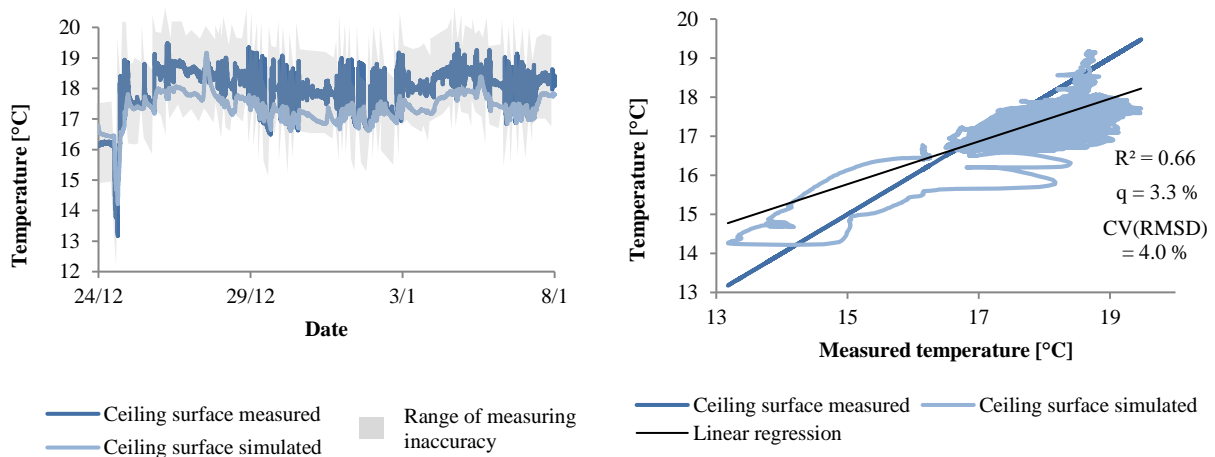 20
19
18
17
16
15
14
13
12
Temperature [°C]
24/12
29/12
3/1
8/1
Date
Ceiling surface measured
Ceiling surface simulated
Range of measuring
inaccuracy
20
19
18
17
16
15
14
13
Temperature [°C]
R² = 0.66
q = 3.3 %
CV(RMSD)
= 4.0 %
13
15
17
19
Measured temperature [°C]
Ceiling surface measured
Ceiling surface simulated
Linear regression